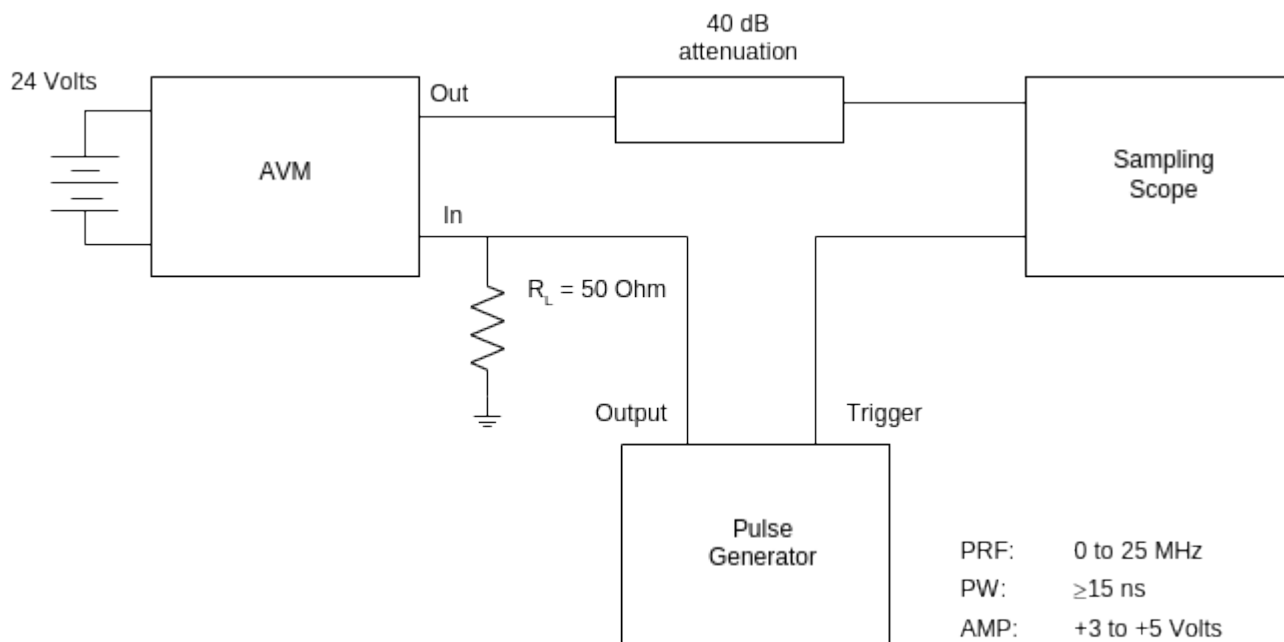 40 dB
attenuation
24 Volts
Out
AVM
Sampling
Scope
In
R_L = 50 Ohm
Output
Trigger
Pulse
Generator
PRF: 0 to 25 MHz
PW: ≥15 ns
AMP: +3 to +5 Volts